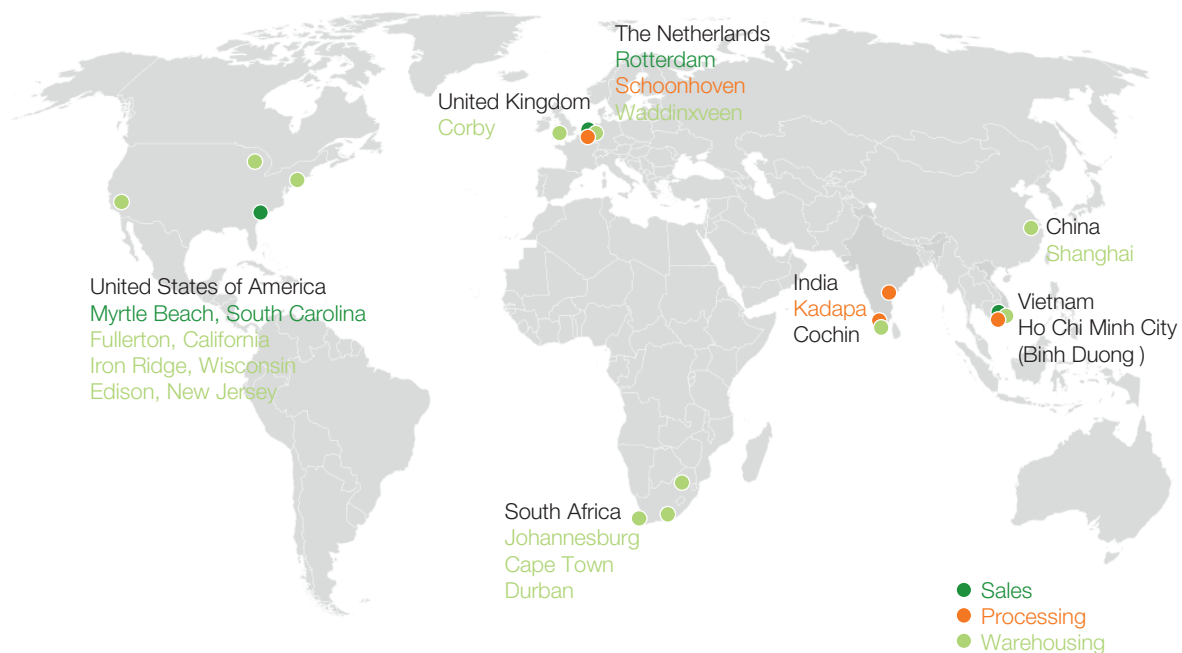 The Netherlands
Rotterdam
Schoonhoven
Waddinxveen
United Kingdom
Corby
China
Shanghai
United States of America
Myrtle Beach, South Carolina
Fullerton, California
Iron Ridge, Wisconsin
Edison, New Jersey
India
Kadapa
Cochin
Vietnam
Ho Chi Minh City
(Binh Duong )
South Africa
Johannesburg
Cape Town
Durban
Sales
Processing
Warehousing